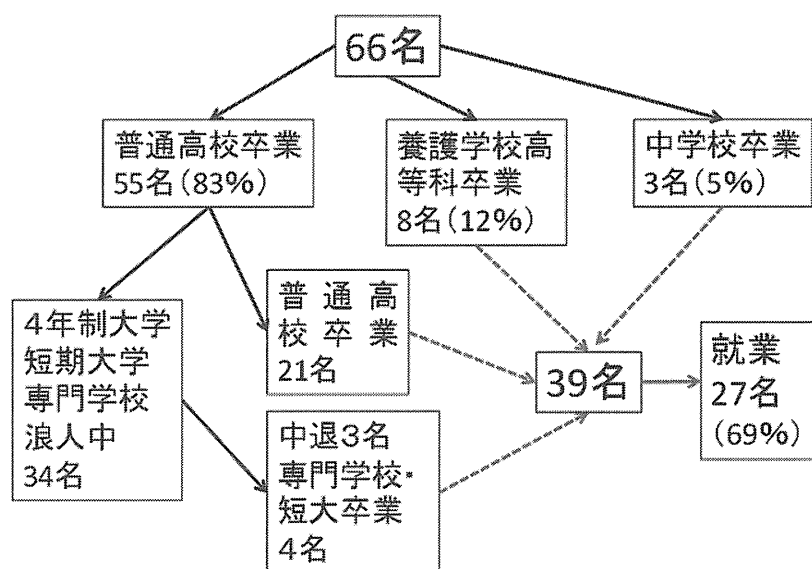 66名
普通高校卒業
55名(83%)
養護学校高
等科卒業
8名(12%)
中学校卒業
3名(5%)
4年制大学
短期大学
専門学校
浪人中
34名
普通高
校卒業
21名
中退3名
専門学校・
短大卒業
4名
39名
就業
27名
(69%)